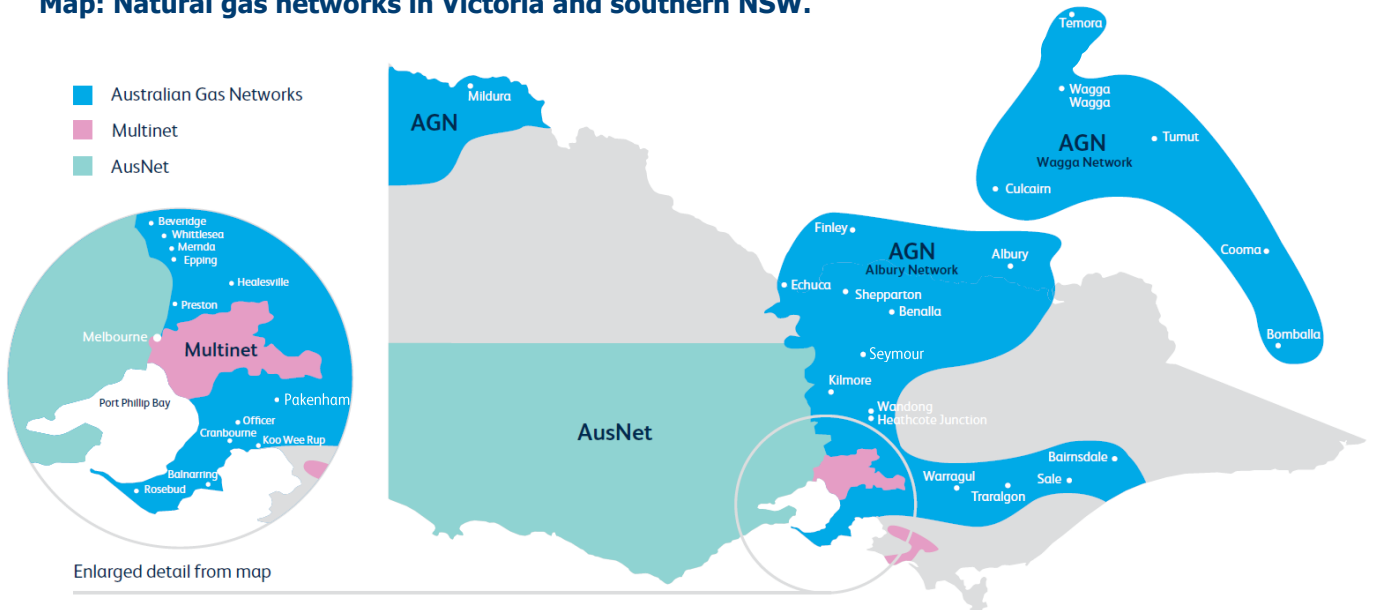 Map: Natural gas networks in Victoria and southern NSW.
Australian Gas Networks
Multinet
AusNet
Beveridge
Whittlesea
Mernda
Epping
Healesville
Preston
Melbourne
Multinet
Port Phillip Bay
Pakenham
Officer
Cranbourne
Koo Wee Rup
Balnarring
Rosebud
Enlarged detail from map
Mildura
AGN
Temora
Wagga
Wagga
Tumut
AGN
Wagga Network
Culcairn
Cooma
Bomballa
Finley
AGN
Albury Network
Albury
Echuca
Shepparton
Benalla
Seymour
Kilmore
Wandong
Heathcote Junction
AusNet
Warragul
Traralgon
Sale
Bairnsdale